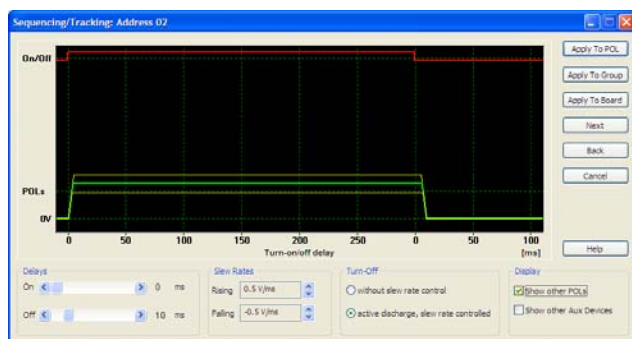 Sequencing/Tracking: Address 02
On/Off
POLs
0V
0 50 100 150 200 250 300 0 50 100
Turn-on/off delay [ms]
Apply To POL
Apply To Group
Apply To Board
Next
Back
Cancel
Help
Delays
On 0 ms
Off 10 ms
Slew Rates
Rising 0.5 V/ms
Falling -0.5 V/ms
Turn-Off
without slew rate control
active discharge, slew rate controlled
Display
Show other POLs
Show other Aux Devices